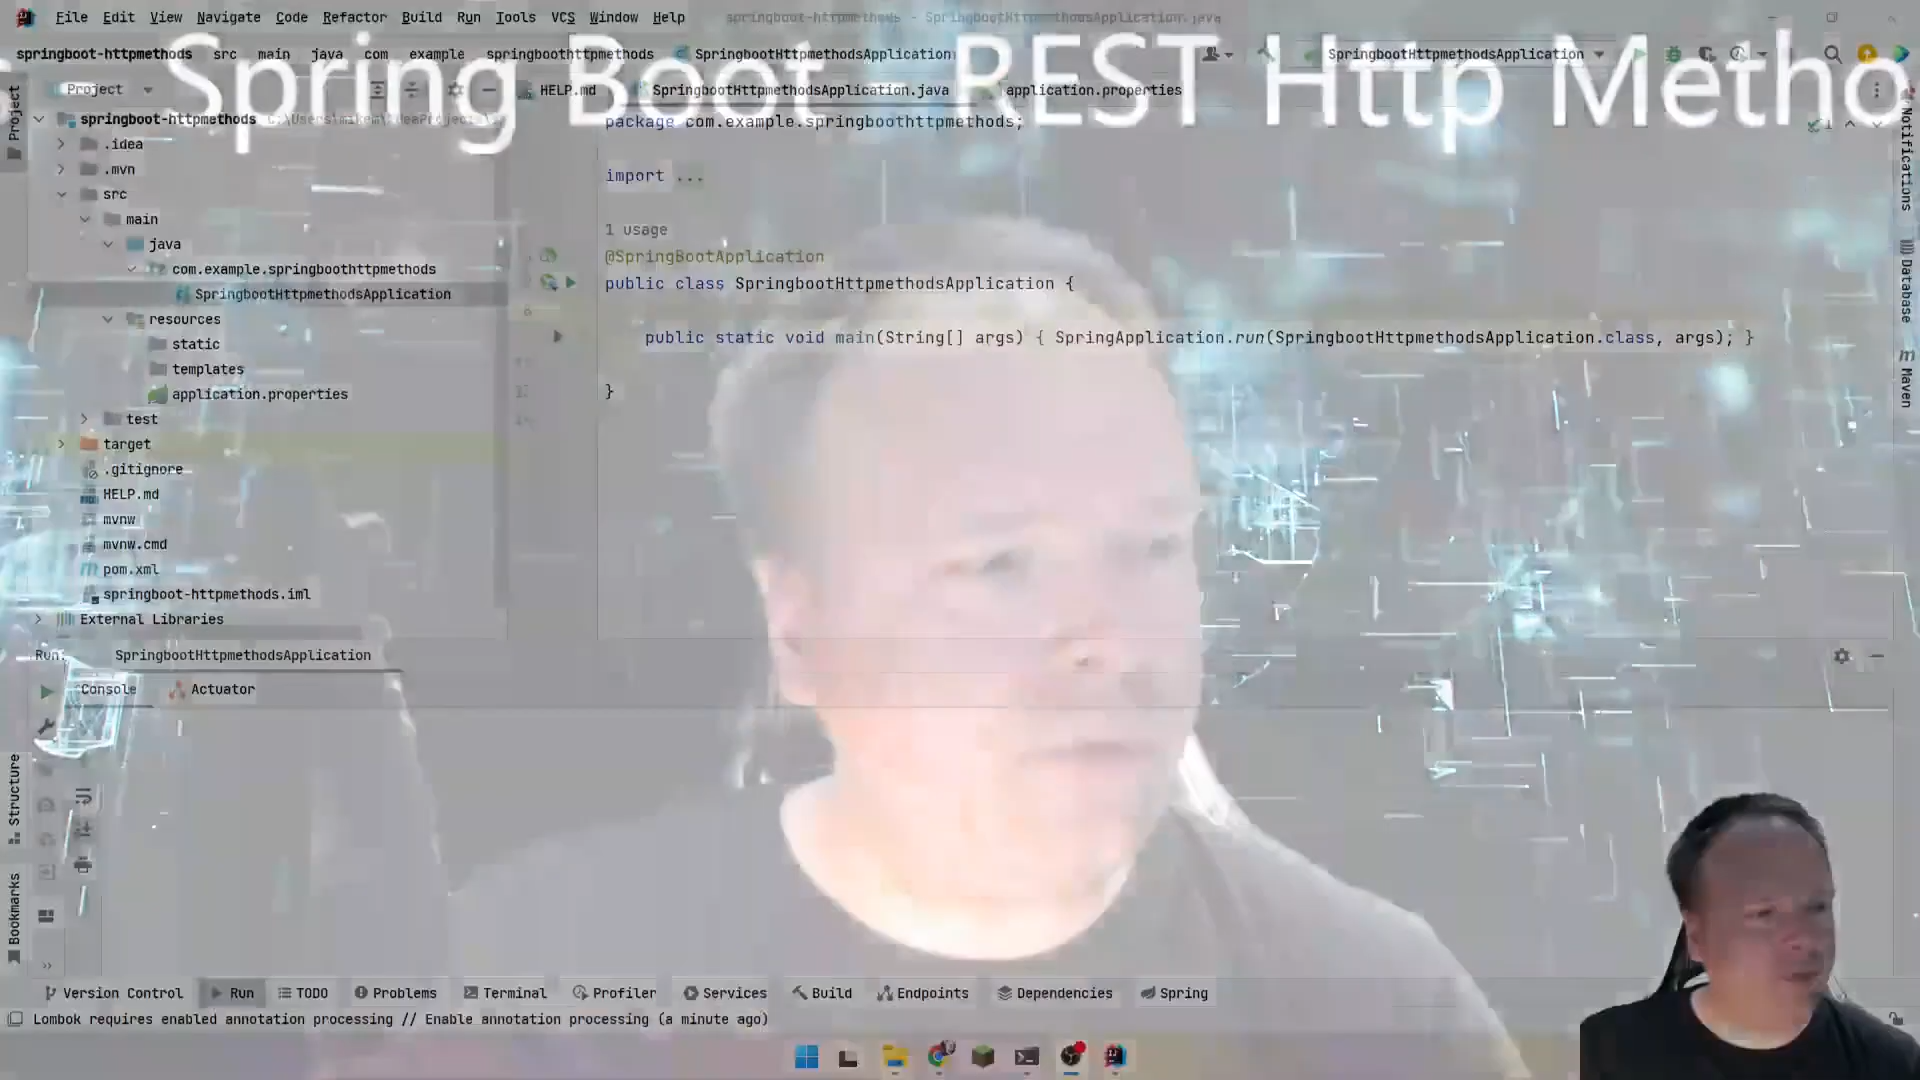 File Edit View Navigate Code Refactor Build Run Tools VCS Window Help springboot-httpmethods - SpringbootHttpmethodsApplication.java
springboot-httpmethods src main java com example springboothttpmethods SpringbootHttpmethodsApplication SpringbootHttpmethodsApplication
Spring Boot - REST Http Metho
Project
Project
HELP.md SpringbootHttpmethodsApplication.java application.properties
springboot-httpmethods
.idea
.mvn
src
main
java
com.example.springboothttpmethods
SpringbootHttpmethodsApplication
resources
static
templates
application.properties
test
target
.gitignore
HELP.md
mvnw
mvnw.cmd
pom.xml
springboot-httpmethods.iml
External Libraries
package com.example.springboothttpmethods;
import ...
1 usage
@SpringBootApplication
public class SpringbootHttpmethodsApplication {
public static void main(String[] args) { SpringApplication.run(SpringbootHttpmethodsApplication.class, args); }
}
Notifications
Database
Maven
Run: SpringbootHttpmethodsApplication
Console Actuator
Structure
Bookmarks
Version Control Run TODO Problems Terminal Profiler Services Build Endpoints Dependencies Spring
Lombok requires enabled annotation processing // Enable annotation processing (a minute ago)